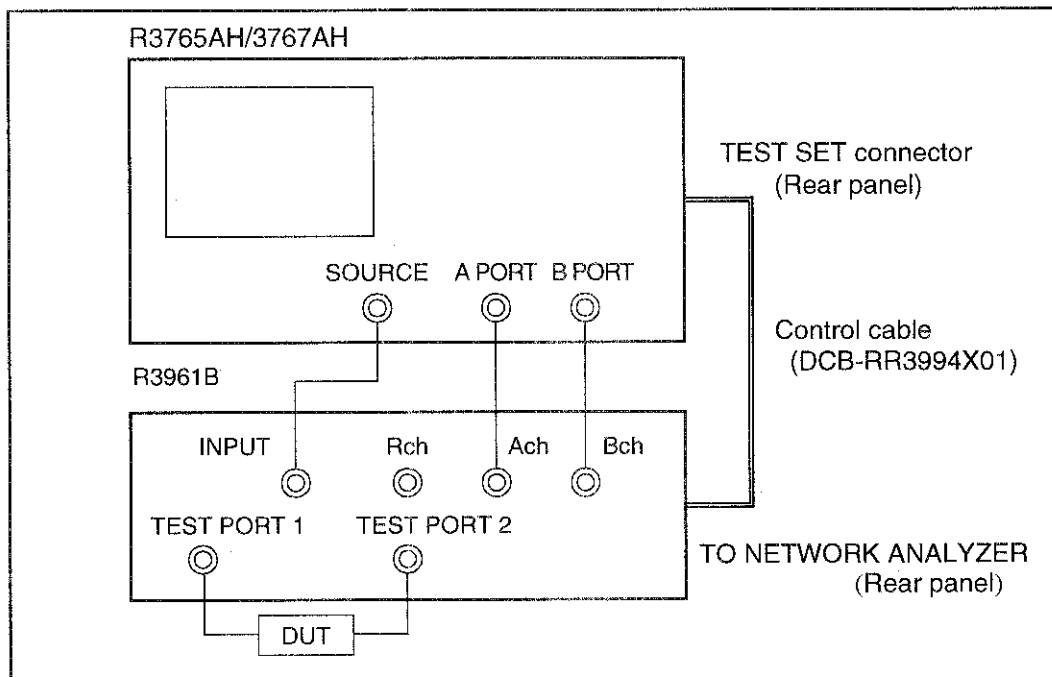 R3765AH/3767AH
TEST SET connector
(Rear panel)
SOURCE A PORT B PORT
Control cable
(DCB-RR3994X01)
R3961B
INPUT Rch Ach Bch
TEST PORT 1 TEST PORT 2
TO NETWORK ANALYZER
(Rear panel)
DUT